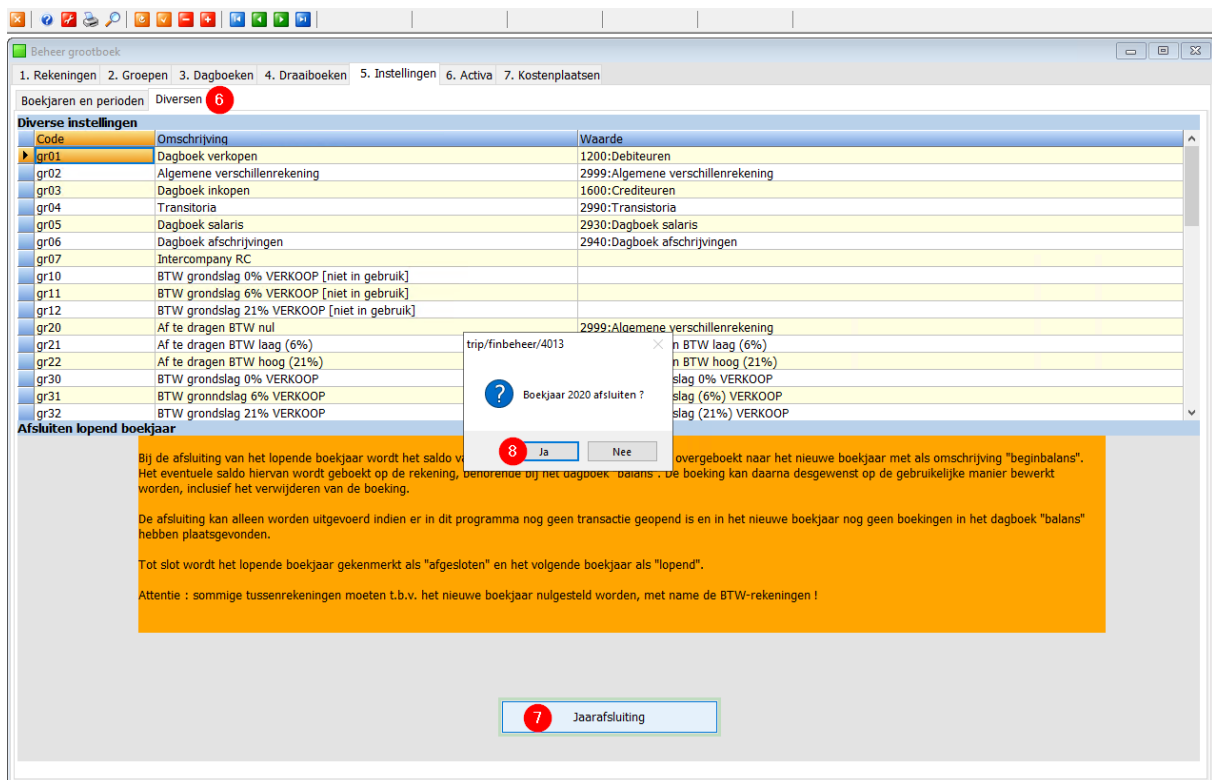 Beheer grootboek
1. Rekeningen 2. Groepen 3. Dagboeken 4. Draaiboeken 5. Instellingen 6. Activa 7. Kostenplaatsen
Boekjaren en perioden Diversen 6
Diverse instellingen
Code Omschrijving Waarde
gr01 Dagboek verkopen 1200:Debiteuren
gr02 Algemene verschillenrekening 2999:Algemene verschillenrekening
gr03 Dagboek inkopen 1600:Crediteuren
gr04 Transitoria 2990:Transistoria
gr05 Dagboek salaris 2930:Dagboek salaris
gr06 Dagboek afschrijvingen 2940:Dagboek afschrijvingen
gr07 Intercompany RC
gr10 BTW grondslag 0% VERKOOP [niet in gebruik]
gr11 BTW grondslag 6% VERKOOP [niet in gebruik]
gr12 BTW grondslag 21% VERKOOP [niet in gebruik]
gr20 Af te dragen BTW nul 2999:Algemene verschillenrekening
gr21 Af te dragen BTW laag (6%) n BTW laag (6%)
gr22 Af te dragen BTW hoog (21%) n BTW hoog (21%)
gr30 BTW grondslag 0% VERKOOP slag 0% VERKOOP
gr31 BTW gronndslag 6% VERKOOP slag (6%) VERKOOP
gr32 BTW grondslag 21% VERKOOP slag (21%) VERKOOP
trip/finbeheer/4013
Boekjaar 2020 afsluiten ?
8 Ja Nee
Afsluiten lopend boekjaar
Bij de afsluiting van het lopende boekjaar wordt het saldo va overgeboekt naar het nieuwe boekjaar met als omschrijving "beginbalans".
Het eventuele saldo hiervan wordt geboekt op de rekening, behorende bij het dagboek "balans". De boeking kan daarna desgewenst op de gebruikelijke manier bewerkt
worden, inclusief het verwijderen van de boeking.
De afsluiting kan alleen worden uitgevoerd indien er in dit programma nog geen transactie geopend is en in het nieuwe boekjaar nog geen boekingen in het dagboek "balans"
hebben plaatsgevonden.
Tot slot wordt het lopende boekjaar gekenmerkt als "afgesloten" en het volgende boekjaar als "lopend".
Attentie : sommige tussenrekeningen moeten t.b.v. het nieuwe boekjaar nulgesteld worden, met name de BTW-rekeningen !
7 Jaarafsluiting